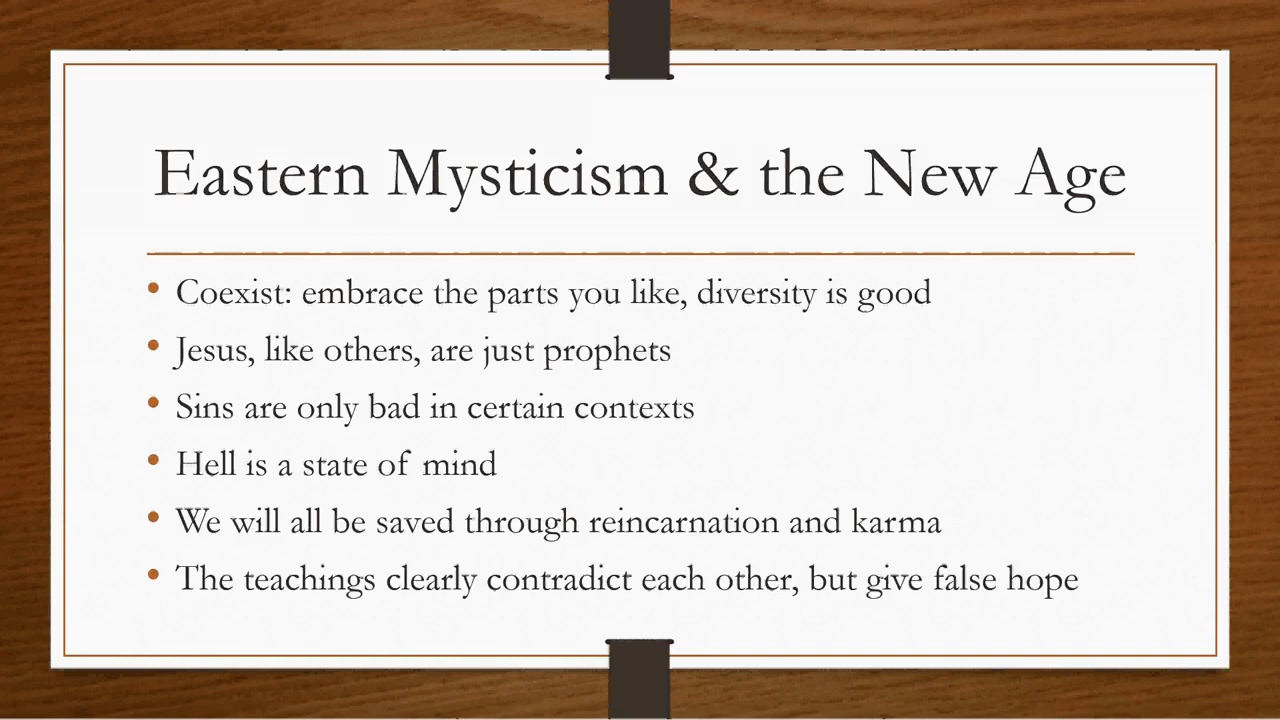 Eastern Mysticism & the New Age
• Coexist: embrace the parts you like, diversity is good
• Jesus, like others, are just prophets
• Sins are only bad in certain contexts
• Hell is a state of mind
• We will all be saved through reincarnation and karma
• The teachings clearly contradict each other, but give false hope